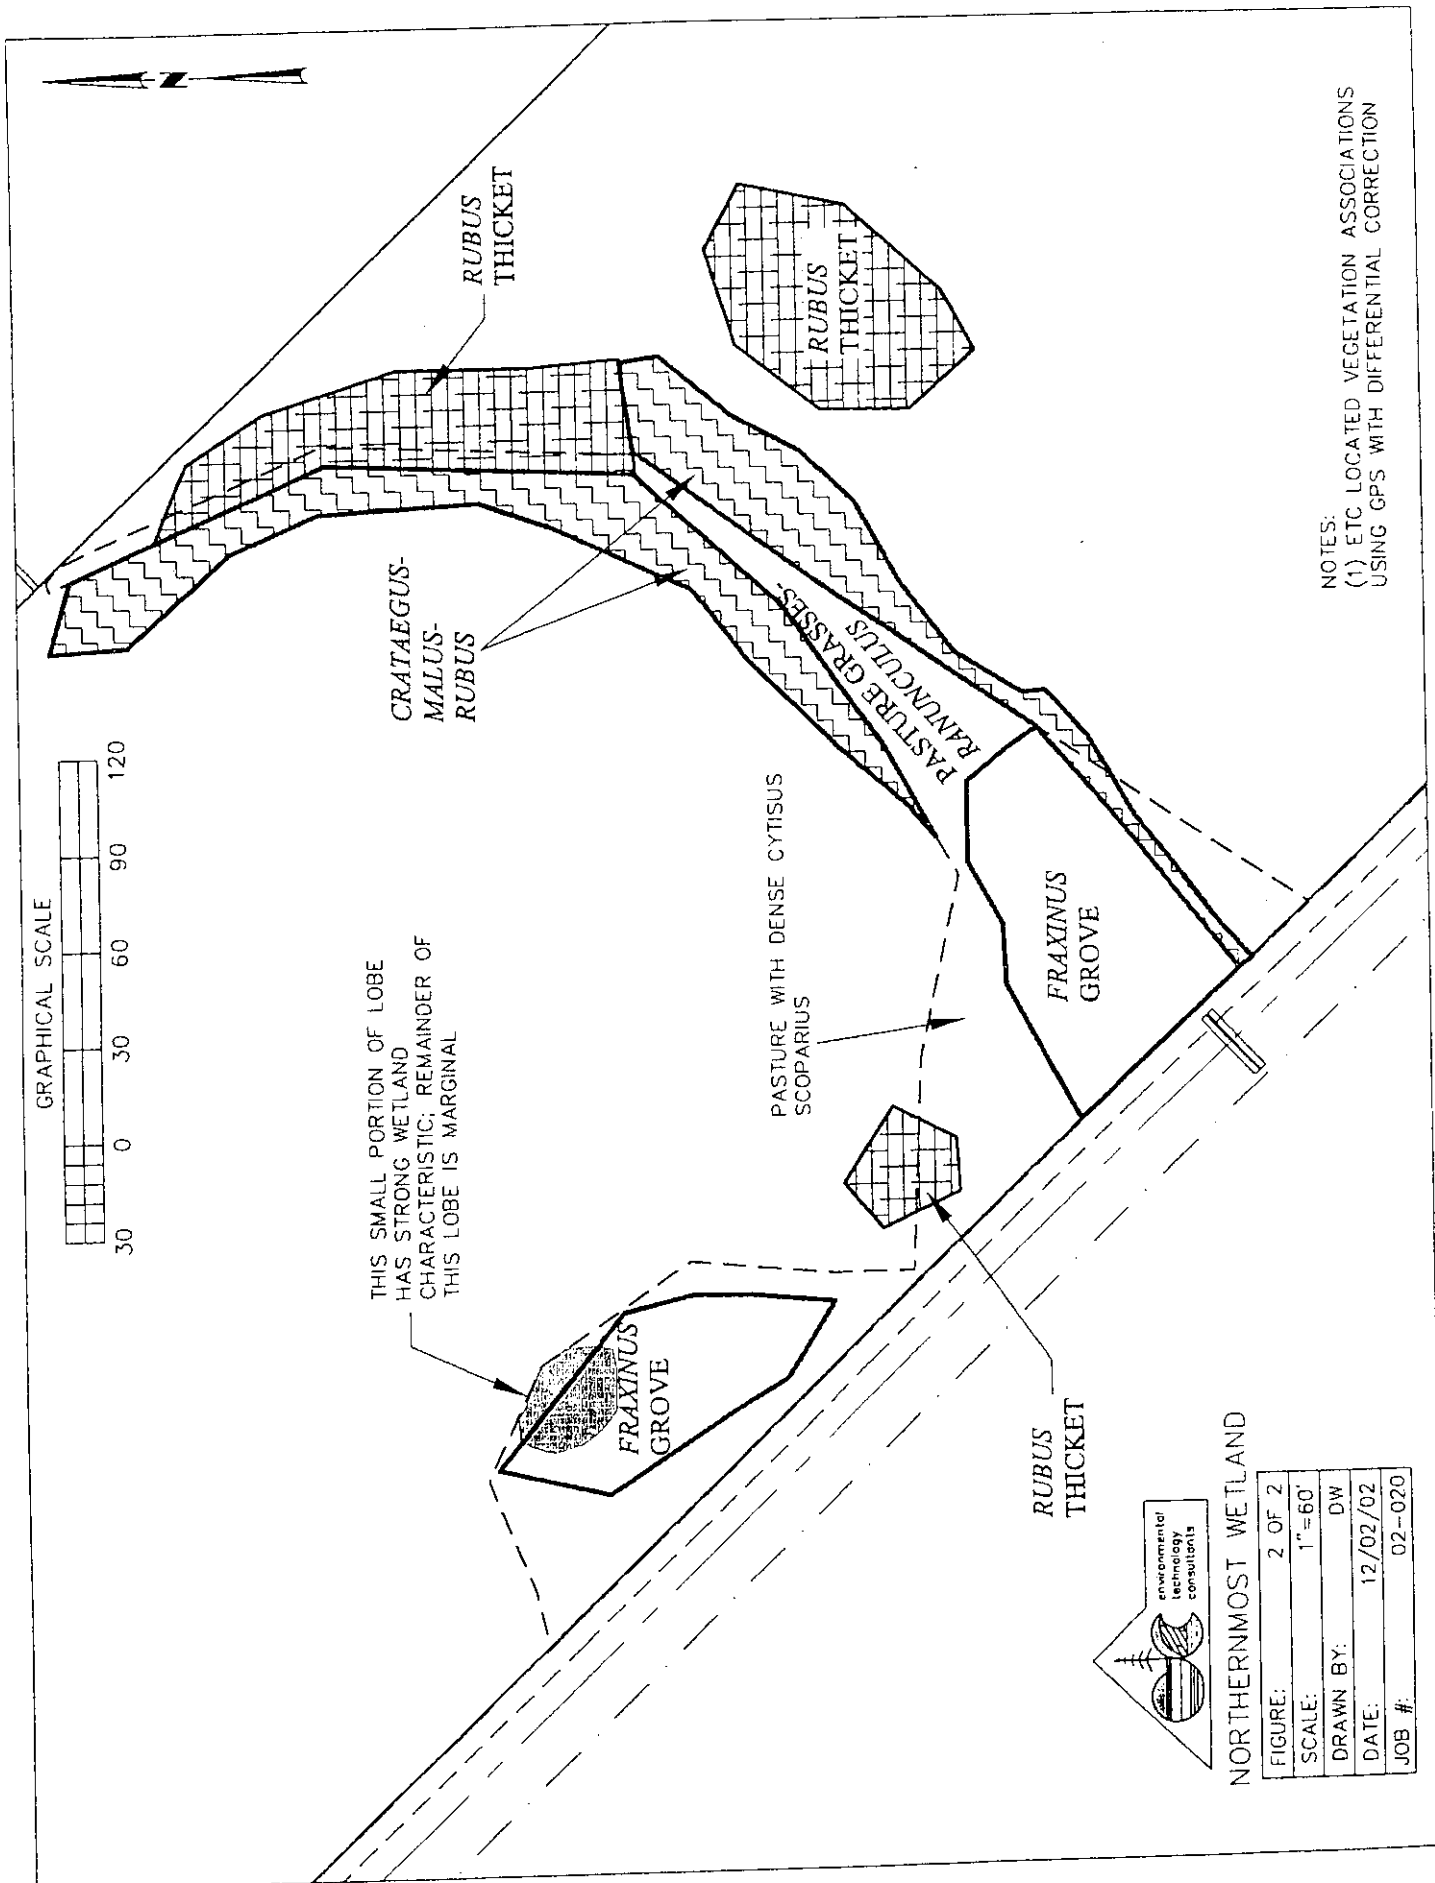 GRAPHICAL SCALE
30 0 30 60 90 120
N
THIS SMALL PORTION OF LOBE
HAS STRONG WETLAND
CHARACTERISTIC; REMAINDER OF
THIS LOBE IS MARGINAL
CRATAEGUS-
MALUS-
RUBUS
RUBUS
THICKET
FRAXINUS
GROVE
PASTURE WITH DENSE CYTISUS
SCOPARIUS
PASTURE GRASSES-
RANUNCULUS
RUBUS
THICKET
FRAXINUS
GROVE
RUBUS
THICKET
environmental
technology
consultants
NORTHERNMOST WETLAND
FIGURE: 2 OF 2
SCALE: 1"=60'
DRAWN BY: DW
DATE: 12/02/02
JOB #: 02-020
NOTES:
(1) ETC LOCATED VEGETATION ASSOCIATIONS
USING GPS WITH DIFFERENTIAL CORRECTION